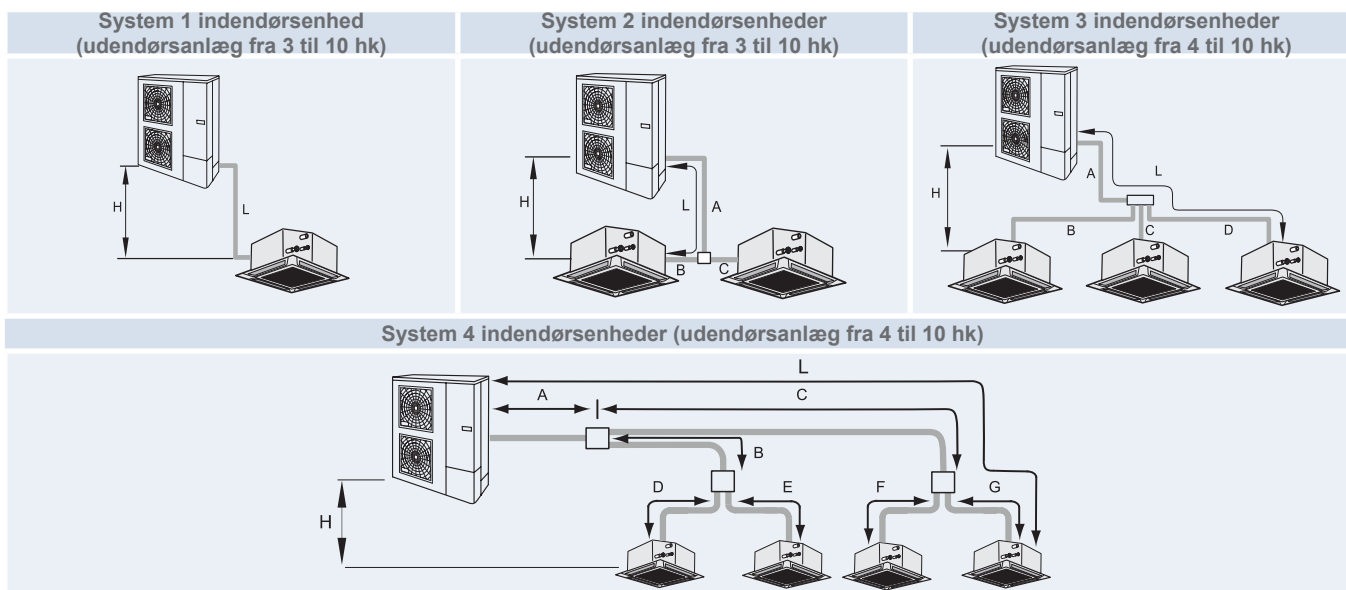 System 1 indendørsenhed
(udendørsanlæg fra 3 til 10 hk)
H
L
System 2 indendørsenheder
(udendørsanlæg fra 3 til 10 hk)
H
L
A
B
C
System 3 indendørsenheder
(udendørsanlæg fra 4 til 10 hk)
H
A
L
B
C
D
System 4 indendørsenheder (udendørsanlæg fra 4 til 10 hk)
L
A
C
B
D
E
F
G
H